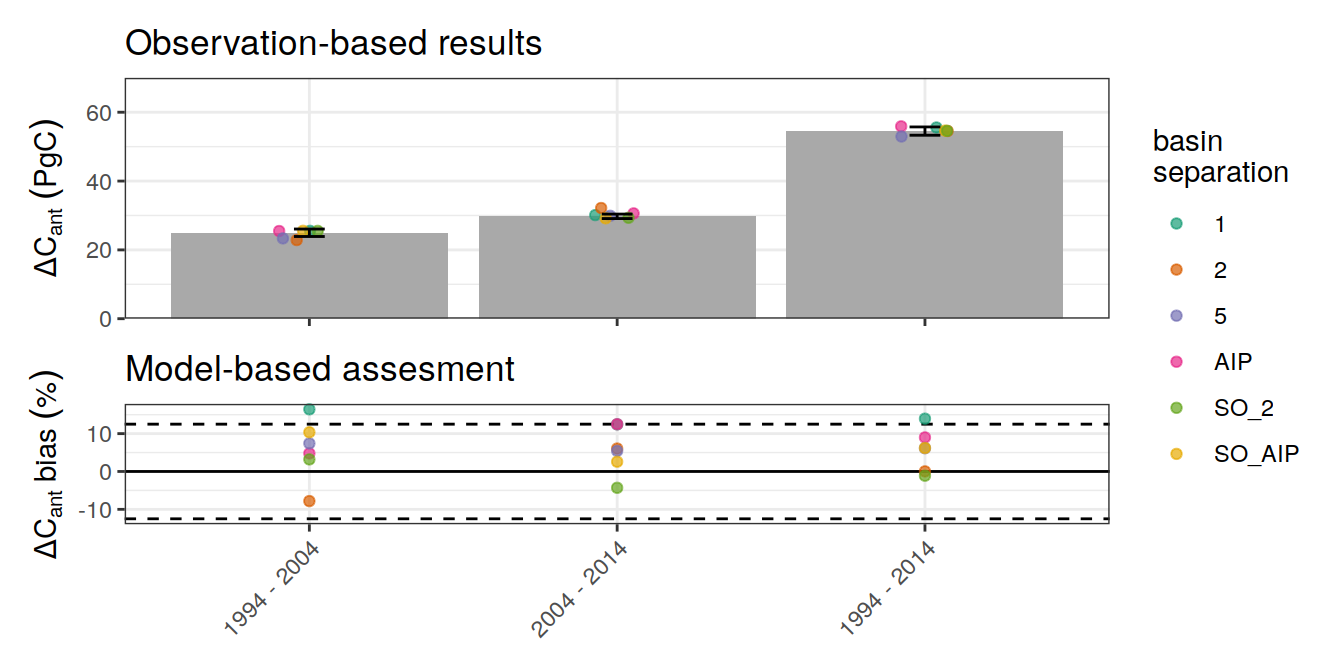 Observation-based results
ΔCant (PgC)
60
40
20
0
Model-based assesment
ΔCant bias (%)
10
0
-10
1994 - 2004
2004 - 2014
1994 - 2014
basin
separation
1
2
5
AIP
SO_2
SO_AIP